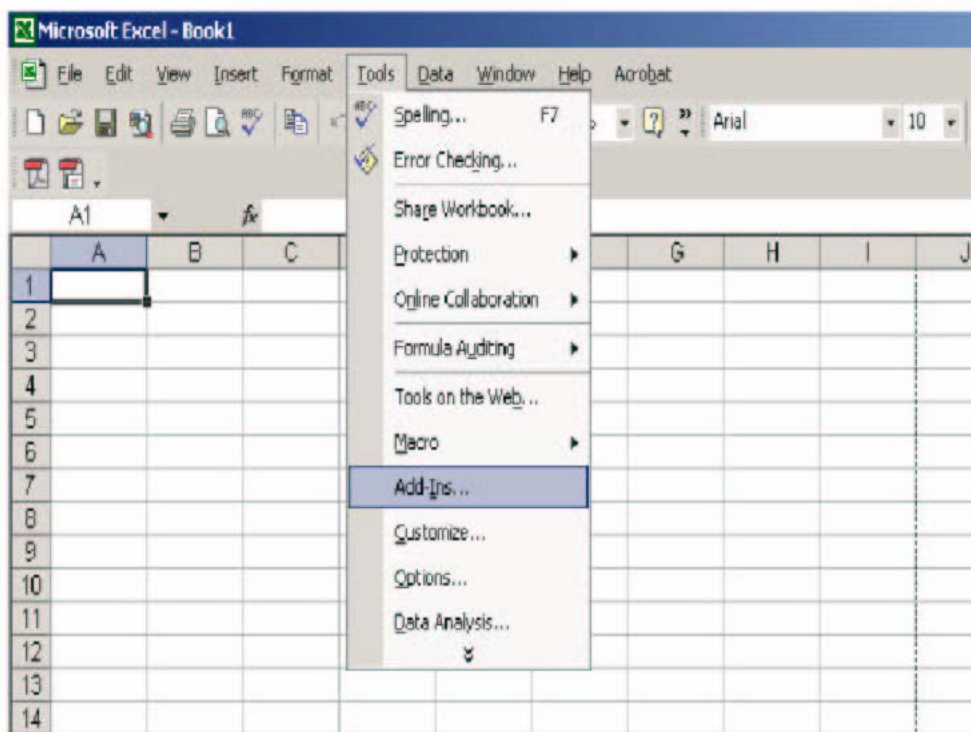 Microsoft Excel - Book1
File Edit View Insert Format Tools Data Window Help Acrobat
Arial 10
A1 fx
Spelling... F7
Error Checking...
Share Workbook...
Protection
Online Collaboration
Formula Auditing
Tools on the Web...
Macro
Add-Ins...
Customize...
Options...
Data Analysis...
A B C G H I J
1
2
3
4
5
6
7
8
9
10
11
12
13
14